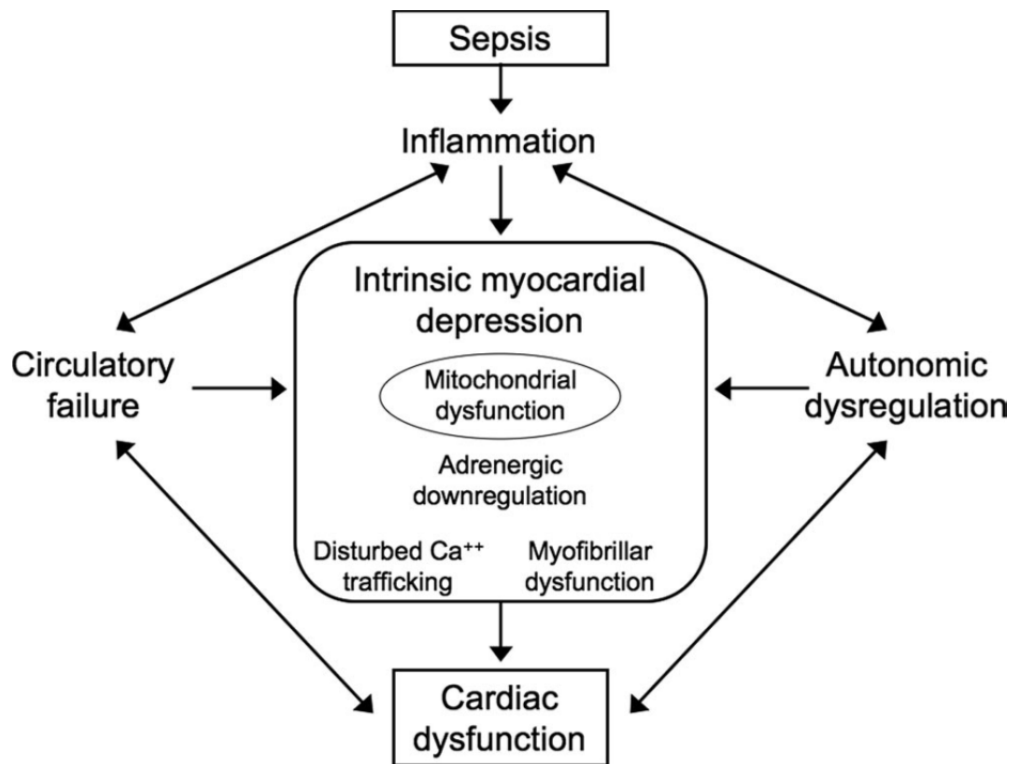 Sepsis
Inflammation
Intrinsic myocardial
depression
Circulatory
failure
Mitochondrial
dysfunction
Autonomic
dysregulation
Adrenergic
downregulation
Disturbed Ca⁺⁺
trafficking
Myofibrillar
dysfunction
Cardiac
dysfunction